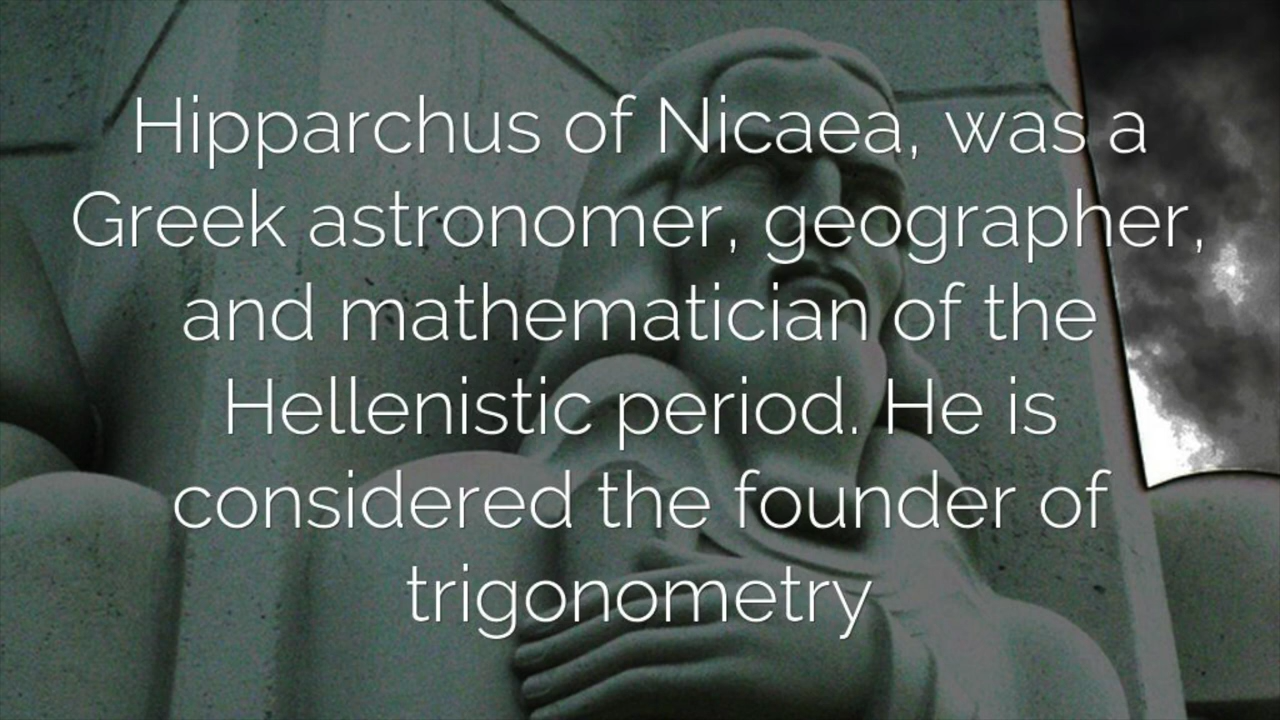 Hipparchus of Nicaea, was a
Greek astronomer, geographer,
and mathematician of the
Hellenistic period. He is
considered the founder of
trigonometry